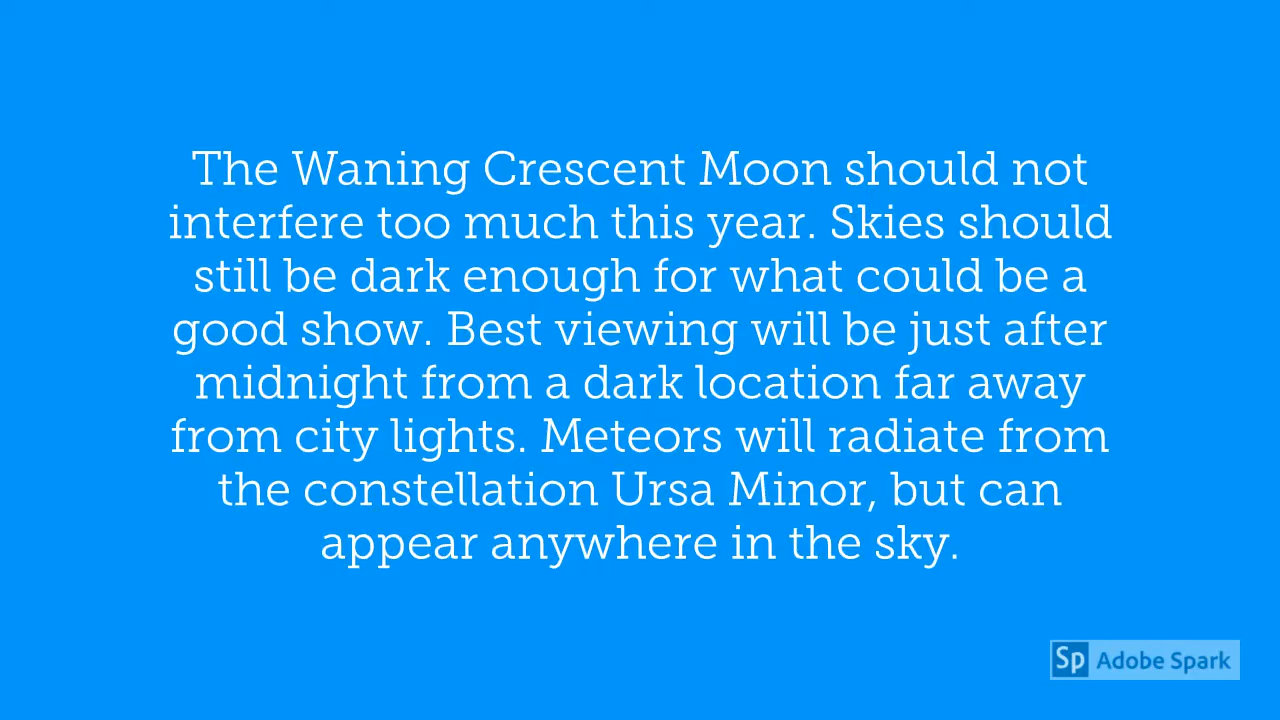 The Waning Crescent Moon should not
interfere too much this year. Skies should
still be dark enough for what could be a
good show. Best viewing will be just after
midnight from a dark location far away
from city lights. Meteors will radiate from
the constellation Ursa Minor, but can
appear anywhere in the sky.
Sp Adobe Spark